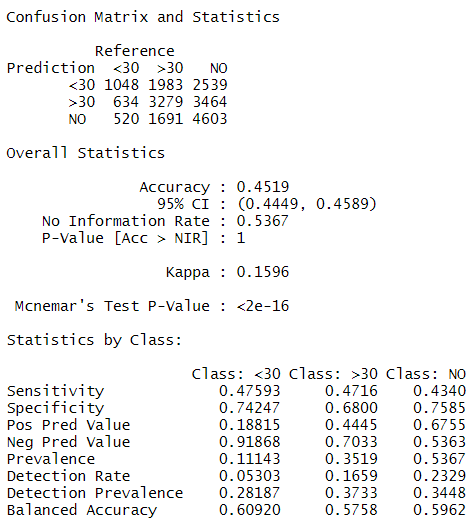 Confusion Matrix and Statistics
Reference
Prediction <30 >30 NO
<30 1048 1983 2539
>30 634 3279 3464
NO 520 1691 4603
Overall Statistics
Accuracy : 0.4519
95% CI : (0.4449, 0.4589)
No Information Rate : 0.5367
P-Value [Acc > NIR] : 1
Kappa : 0.1596
Mcnemar's Test P-Value : <2e-16
Statistics by Class:
Class: <30 Class: >30 Class: NO
Sensitivity 0.47593 0.4716 0.4340
Specificity 0.74247 0.6800 0.7585
Pos Pred Value 0.18815 0.4445 0.6755
Neg Pred Value 0.91868 0.7033 0.5363
Prevalence 0.11143 0.3519 0.5367
Detection Rate 0.05303 0.1659 0.2329
Detection Prevalence 0.28187 0.3733 0.3448
Balanced Accuracy 0.60920 0.5758 0.5962